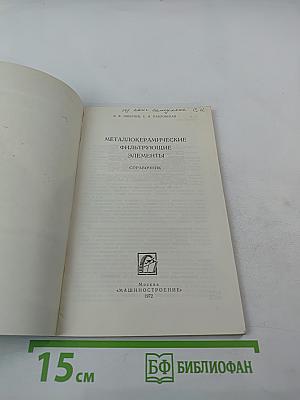 МЕТАЛЛОКЕРАМИЧЕСКИЕ
ФИЛЬТРУЮЩИЕ
ЭЛЕМЕНТЫ
СПРАВОЧНИК
Москва
«МАШИНОСТРОЕНИЕ»
1972
15 см
БФ БИБЛИОФАН